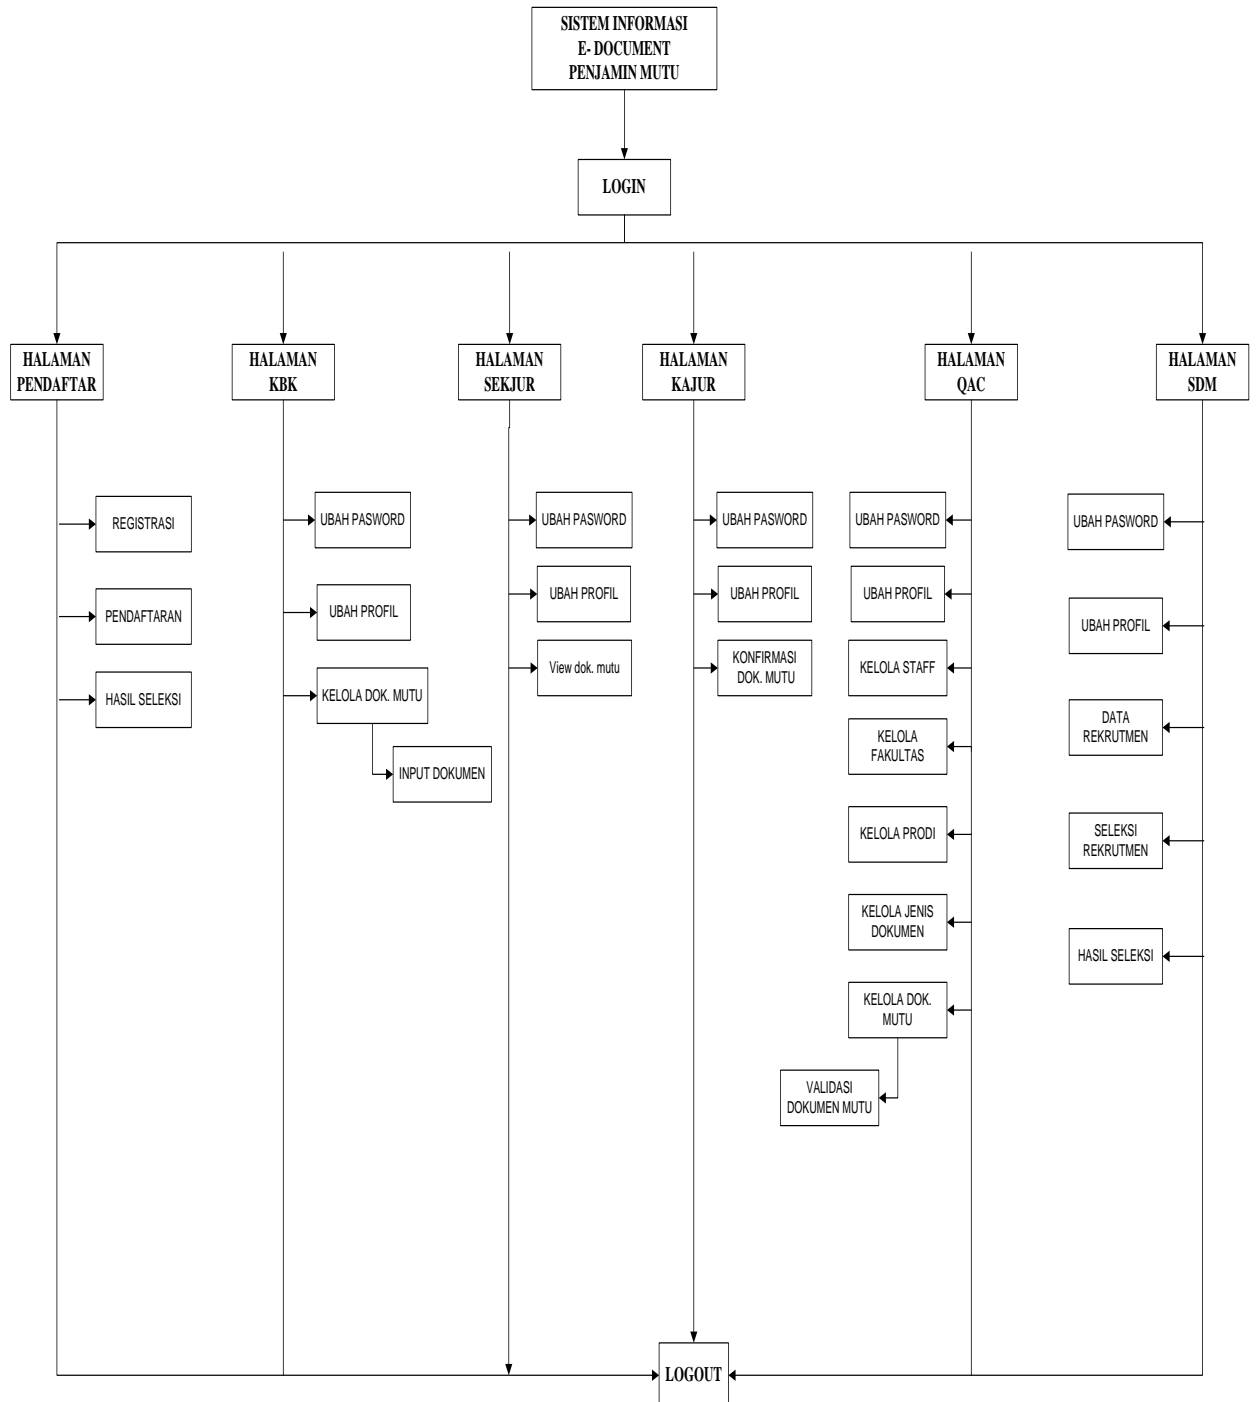 SISTEM INFORMASI
E- DOCUMENT
PENJAMIN MUTU
LOGIN
HALAMAN
PENDAFTAR
HALAMAN
KBK
HALAMAN
SEKJUR
HALAMAN
KAJUR
HALAMAN
QAC
HALAMAN
SDM
REGISTRASI
PENDAFTARAN
HASIL SELEKSI
UBAH PASWORD
UBAH PROFIL
KELOLA DOK. MUTU
INPUT DOKUMEN
UBAH PASWORD
UBAH PROFIL
View dok. mutu
UBAH PASWORD
UBAH PROFIL
KONFIRMASI
DOK. MUTU
UBAH PASWORD
UBAH PROFIL
KELOLA STAFF
KELOLA
FAKULTAS
KELOLA PRODI
KELOLA JENIS
DOKUMEN
KELOLA DOK.
MUTU
VALIDASI
DOKUMEN MUTU
UBAH PASWORD
UBAH PROFIL
DATA
REKRUTMEN
SELEKSI
REKRUTMEN
HASIL SELEKSI
LOGOUT